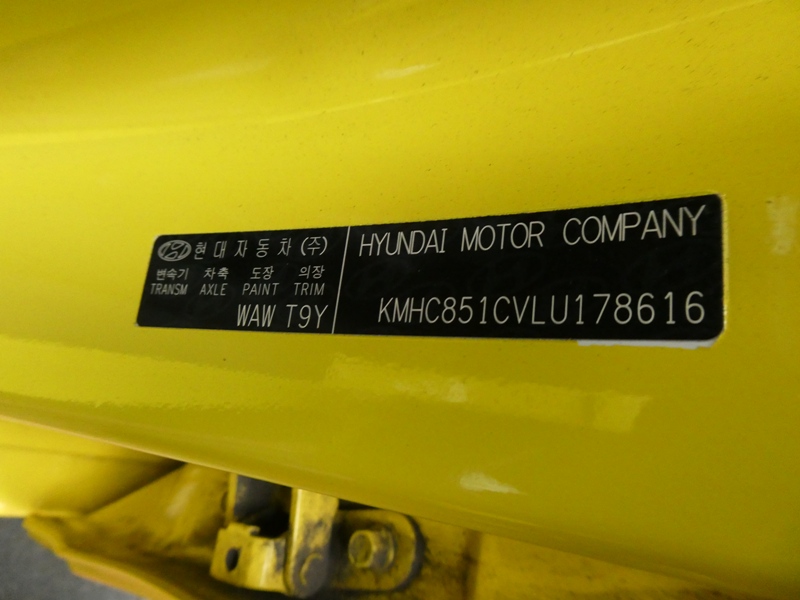 현대자동차(주)
변속기 차축 도장 의장
TRANSM AXLE PAINT TRIM
WAW T9Y
HYUNDAI MOTOR COMPANY
KMHC851CVLU178616